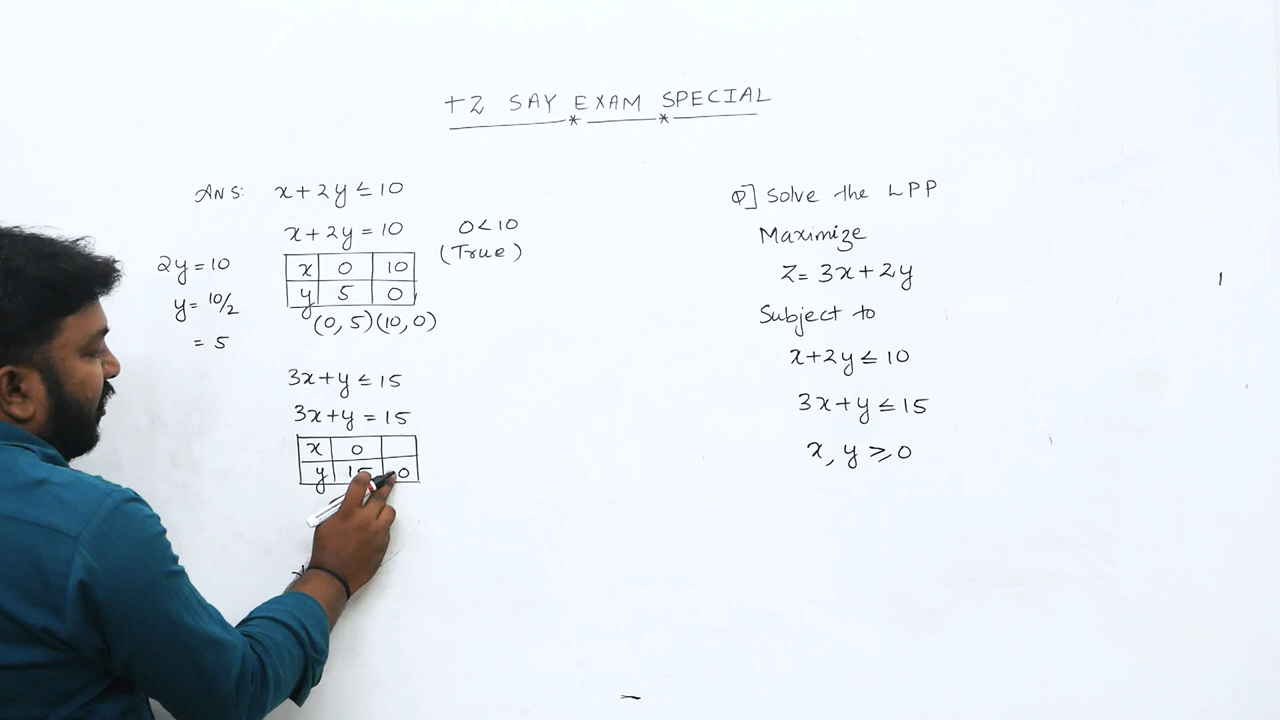 +2 SAY EXAM SPECIAL
ANS: x + 2y ≤ 10
x + 2y = 10
0 < 10
(True)
2y = 10
y = 10/2
= 5
x 0 10
y 5 0
(0, 5) (10, 0)
3x + y ≤ 15
3x + y = 15
x 0
y 15 0
Q] Solve the LPP
Maximize
Z = 3x + 2y
Subject to
x + 2y ≤ 10
3x + y ≤ 15
x, y ≥ 0